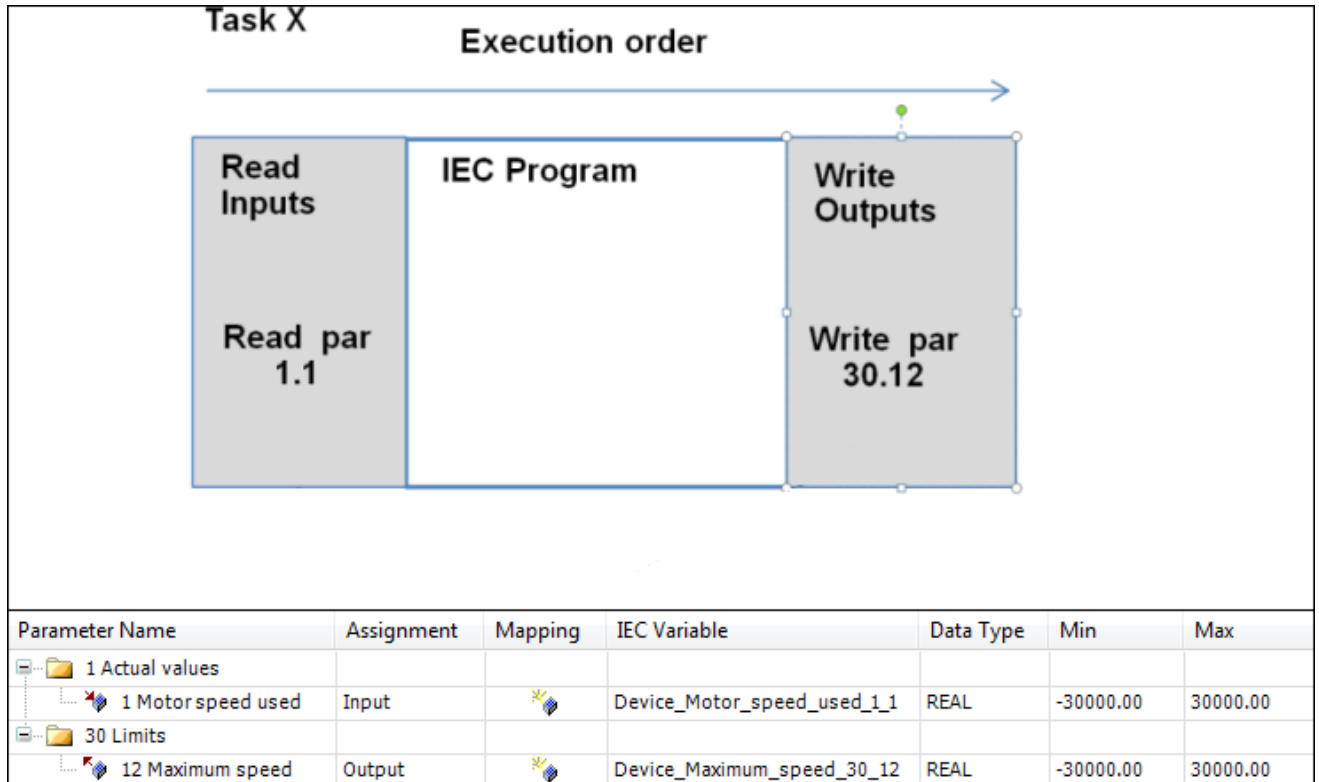 Task X
Execution order
Read
Inputs
IEC Program
Write
Outputs
Read par
1.1
Write par
30.12
Parameter Name Assignment Mapping IEC Variable Data Type Min Max
1 Actual values
1 Motor speed used Input Device_Motor_speed_used_1_1 REAL -30000.00 30000.00
30 Limits
12 Maximum speed Output Device_Maximum_speed_30_12 REAL -30000.00 30000.00